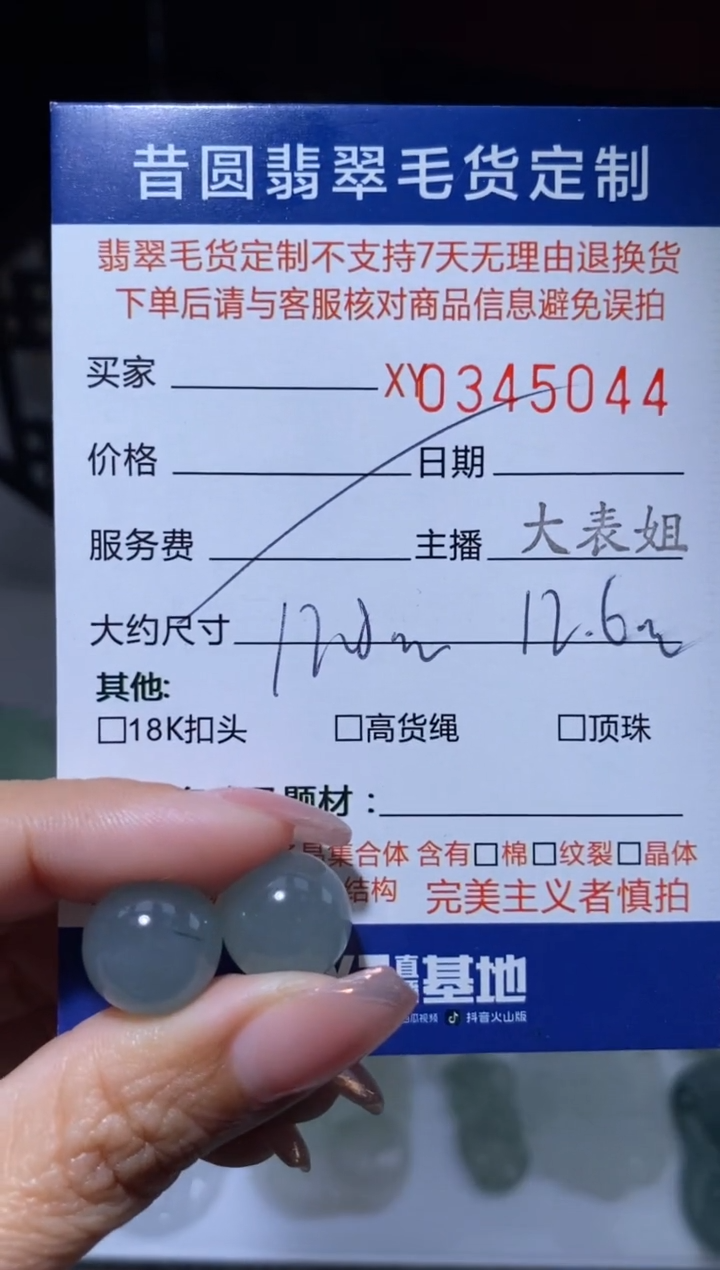 昔圆翡翠毛货定制
翡翠毛货定制不支持7天无理由退换货
下单后请与客服核对商品信息避免误拍
买家 XY0345044
价格 日期
服务费 主播 大表姐
大约尺寸 12.6m
其他:
□18K扣头 □高货绳 □顶珠
题材：
集合体 含有□棉□纹裂□晶体
结构 完美主义者慎拍
基地
视频 抖音火山版